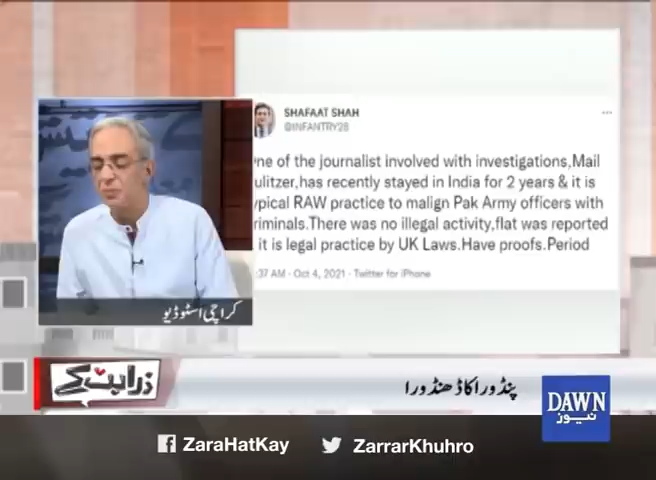 SHAFAAT SHAH
@INFANTRY28
ne of the journalist involved with investigations,Mail
ulitzer,has recently stayed in India for 2 years & it is
ypical RAW practice to malign Pak Army officers with
riminals.There was no illegal activity,flat was reported
it is legal practice by UK Laws.Have proofs.Period
:37 AM · Oct 4, 2021 · Twitter for iPhone
کراچی اسٹوڈیو
ذرا ہٹ کے
پنڈورا کا ڈھنڈورا
DAWN
نیوز
ZaraHatKay
ZarrarKhuhro